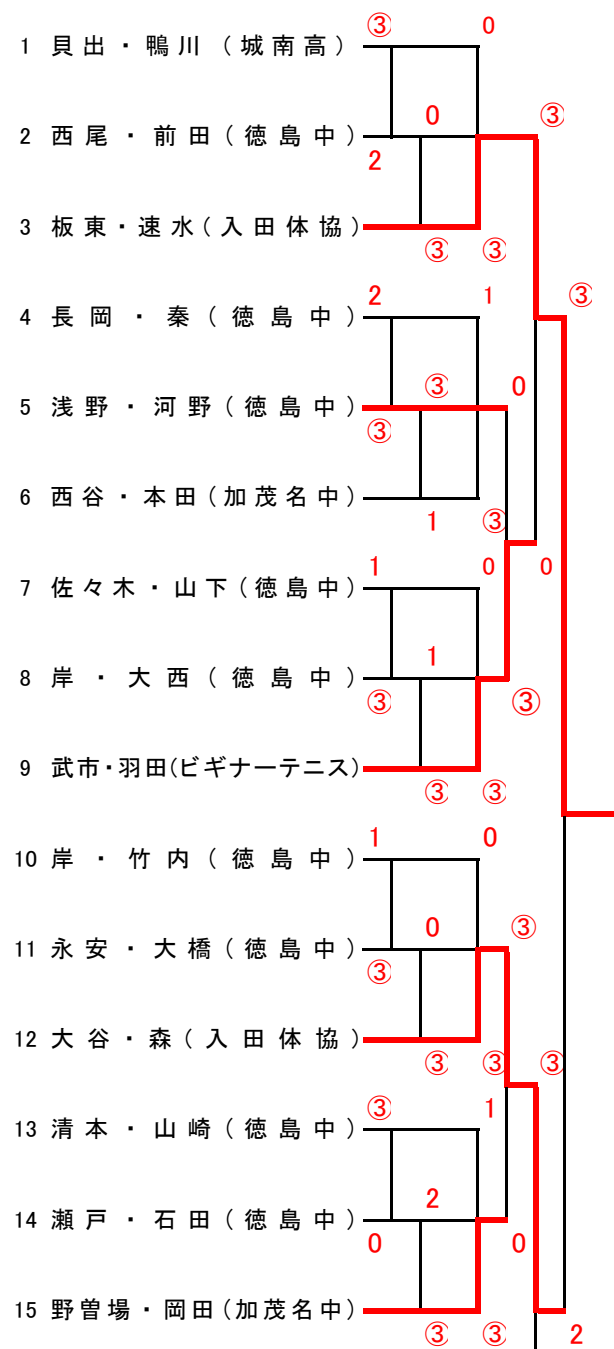 ③ 0
1 貝出・鴨川（城南高）
0 ③
2 西尾・前田（徳島中）
2
3 板東・速水（入田体協）
③ ③
2 1 ③
4 長岡・秦（徳島中）
③ 0
5 浅野・河野（徳島中）
③
6 西谷・本田（加茂名中）
1 ③
1 0 0
7 佐々木・山下（徳島中）
1
8 岸・大西（徳島中）
③ ③
9 武市・羽田(ビギナーテニス)
③ ③
1 0
10 岸・竹内（徳島中）
0 ③
11 永安・大橋（徳島中）
③
12 大谷・森（入田体協）
③ ③ ③
③ 1
13 清本・山崎（徳島中）
2
14 瀬戸・石田（徳島中）
0 0
15 野曽場・岡田（加茂名中）
③ ③ 2